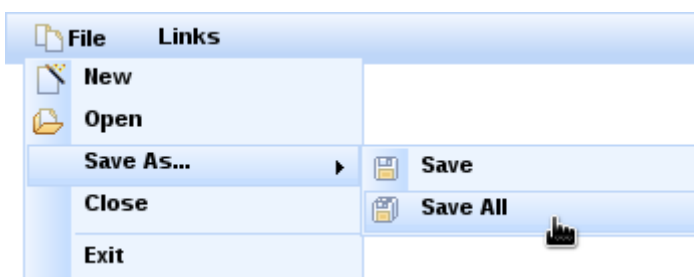 File Links
New
Open
Save As...
Save
Close
Save All
Exit